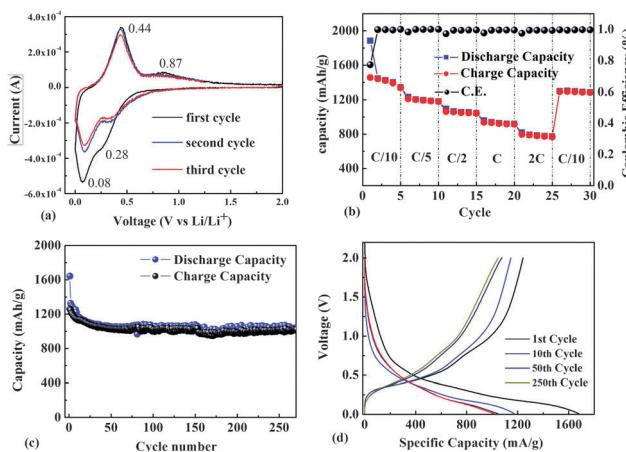 4.0x10⁻⁴
2.0x10⁻⁴
0.0
-2.0x10⁻⁴
-4.0x10⁻⁴
-6.0x10⁻⁴
Current (A)
0.44
0.87
0.28
0.08
first cycle
second cycle
third cycle
0.0 0.5 1.0 1.5 2.0
(a) Voltage (V vs Li/Li⁺)
2000
1600
1200
800
400
capacity (mAh/g)
Discharge Capacity
Charge Capacity
C.E.
C/10 C/5 C/2 C 2C C/10
0 5 10 15 20 25 30
(b) Cycle
1.0
0.8
0.6
0.4
0.2
0.0
2000
1600
1200
800
400
0
Capacity (mAh/g)
Discharge Capacity
Charge Capacity
0 50 100 150 200 250
(c) Cycle number
2.0
1.5
1.0
0.5
0.0
Voltage (V)
1st Cycle
10th Cycle
50th Cycle
250th Cycle
0 400 800 1200 1600
(d) Specific Capacity (mA/g)